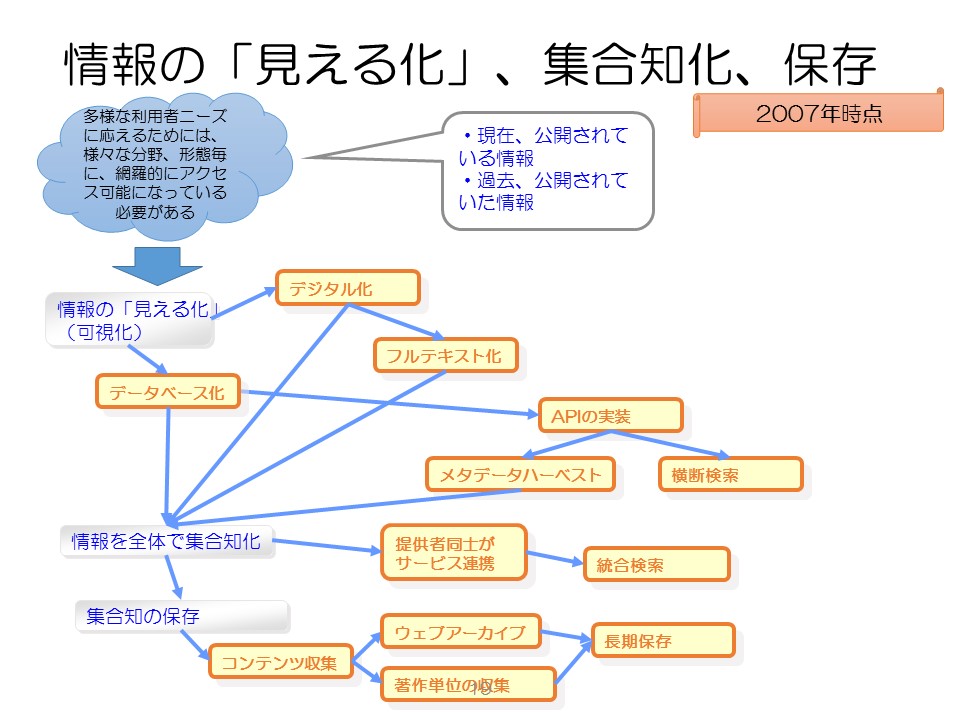 情報の「見える化」、集合知化、保存
2007年時点
多様な利用者ニーズ
に応えるためには、
様々な分野、形態毎
に、網羅的にアクセ
ス可能になっている
必要がある
・現在、公開されて
いる情報
・過去、公開されて
いた情報
情報の「見える化」
（可視化）
デジタル化
フルテキスト化
データベース化
APIの実装
メタデータハーベスト
横断検索
情報を全体で集合知化
提供者同士が
サービス連携
統合検索
集合知の保存
コンテンツ収集
ウェブアーカイブ
長期保存
著作単位の収集